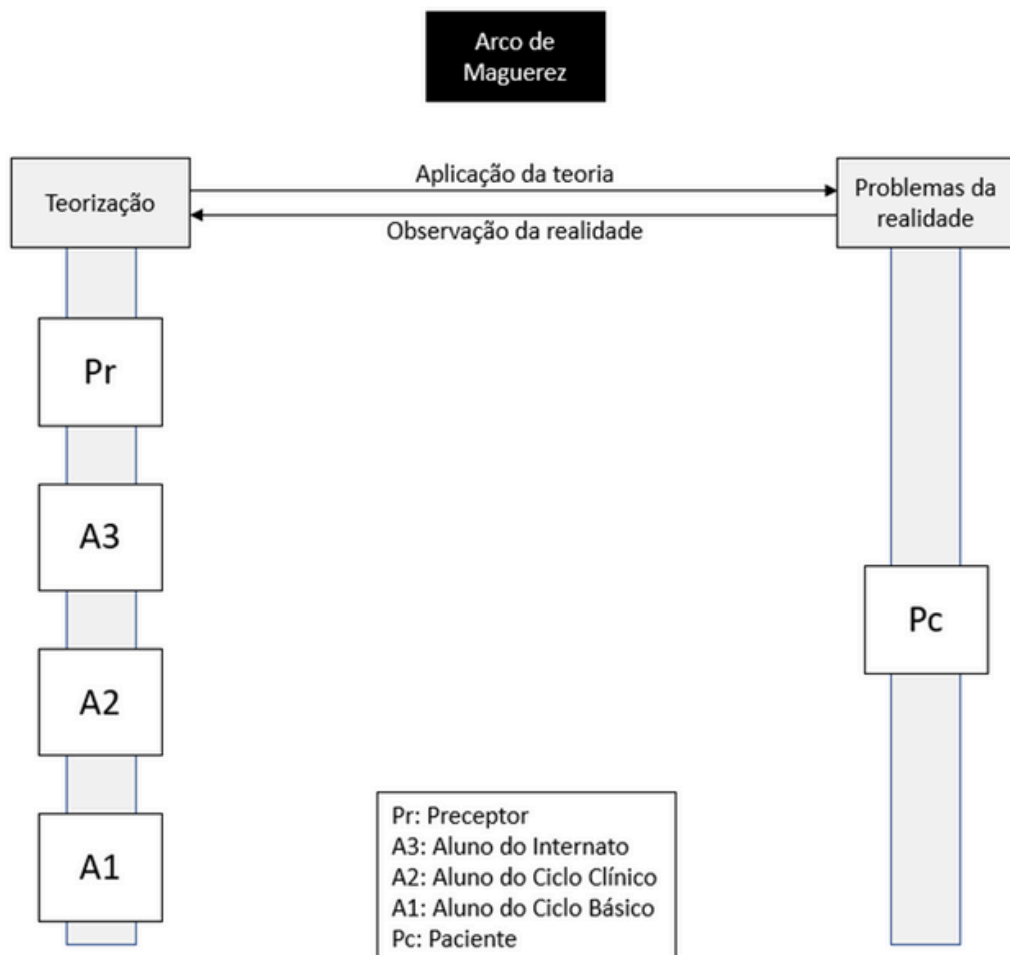 Arco de
Maguerez
Aplicação da teoria
Teorização
Problemas da
realidade
Observação da realidade
Pr
A3
Pc
A2
A1
Pr: Preceptor
A3: Aluno do Internato
A2: Aluno do Ciclo Clínico
A1: Aluno do Ciclo Básico
Pc: Paciente